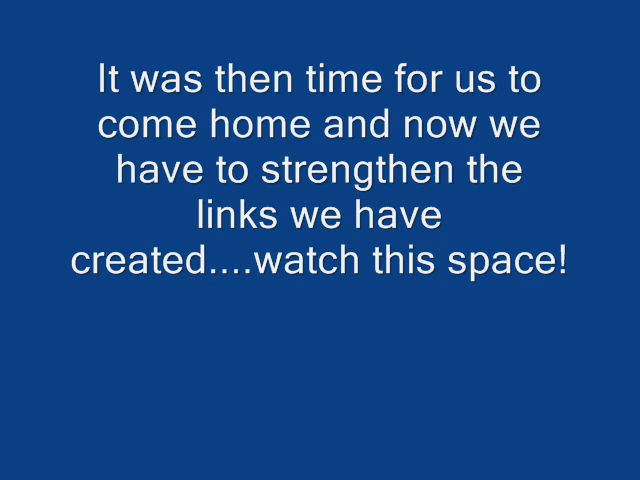 It was then time for us to
come home and now we
have to strengthen the
links we have
created....watch this space!